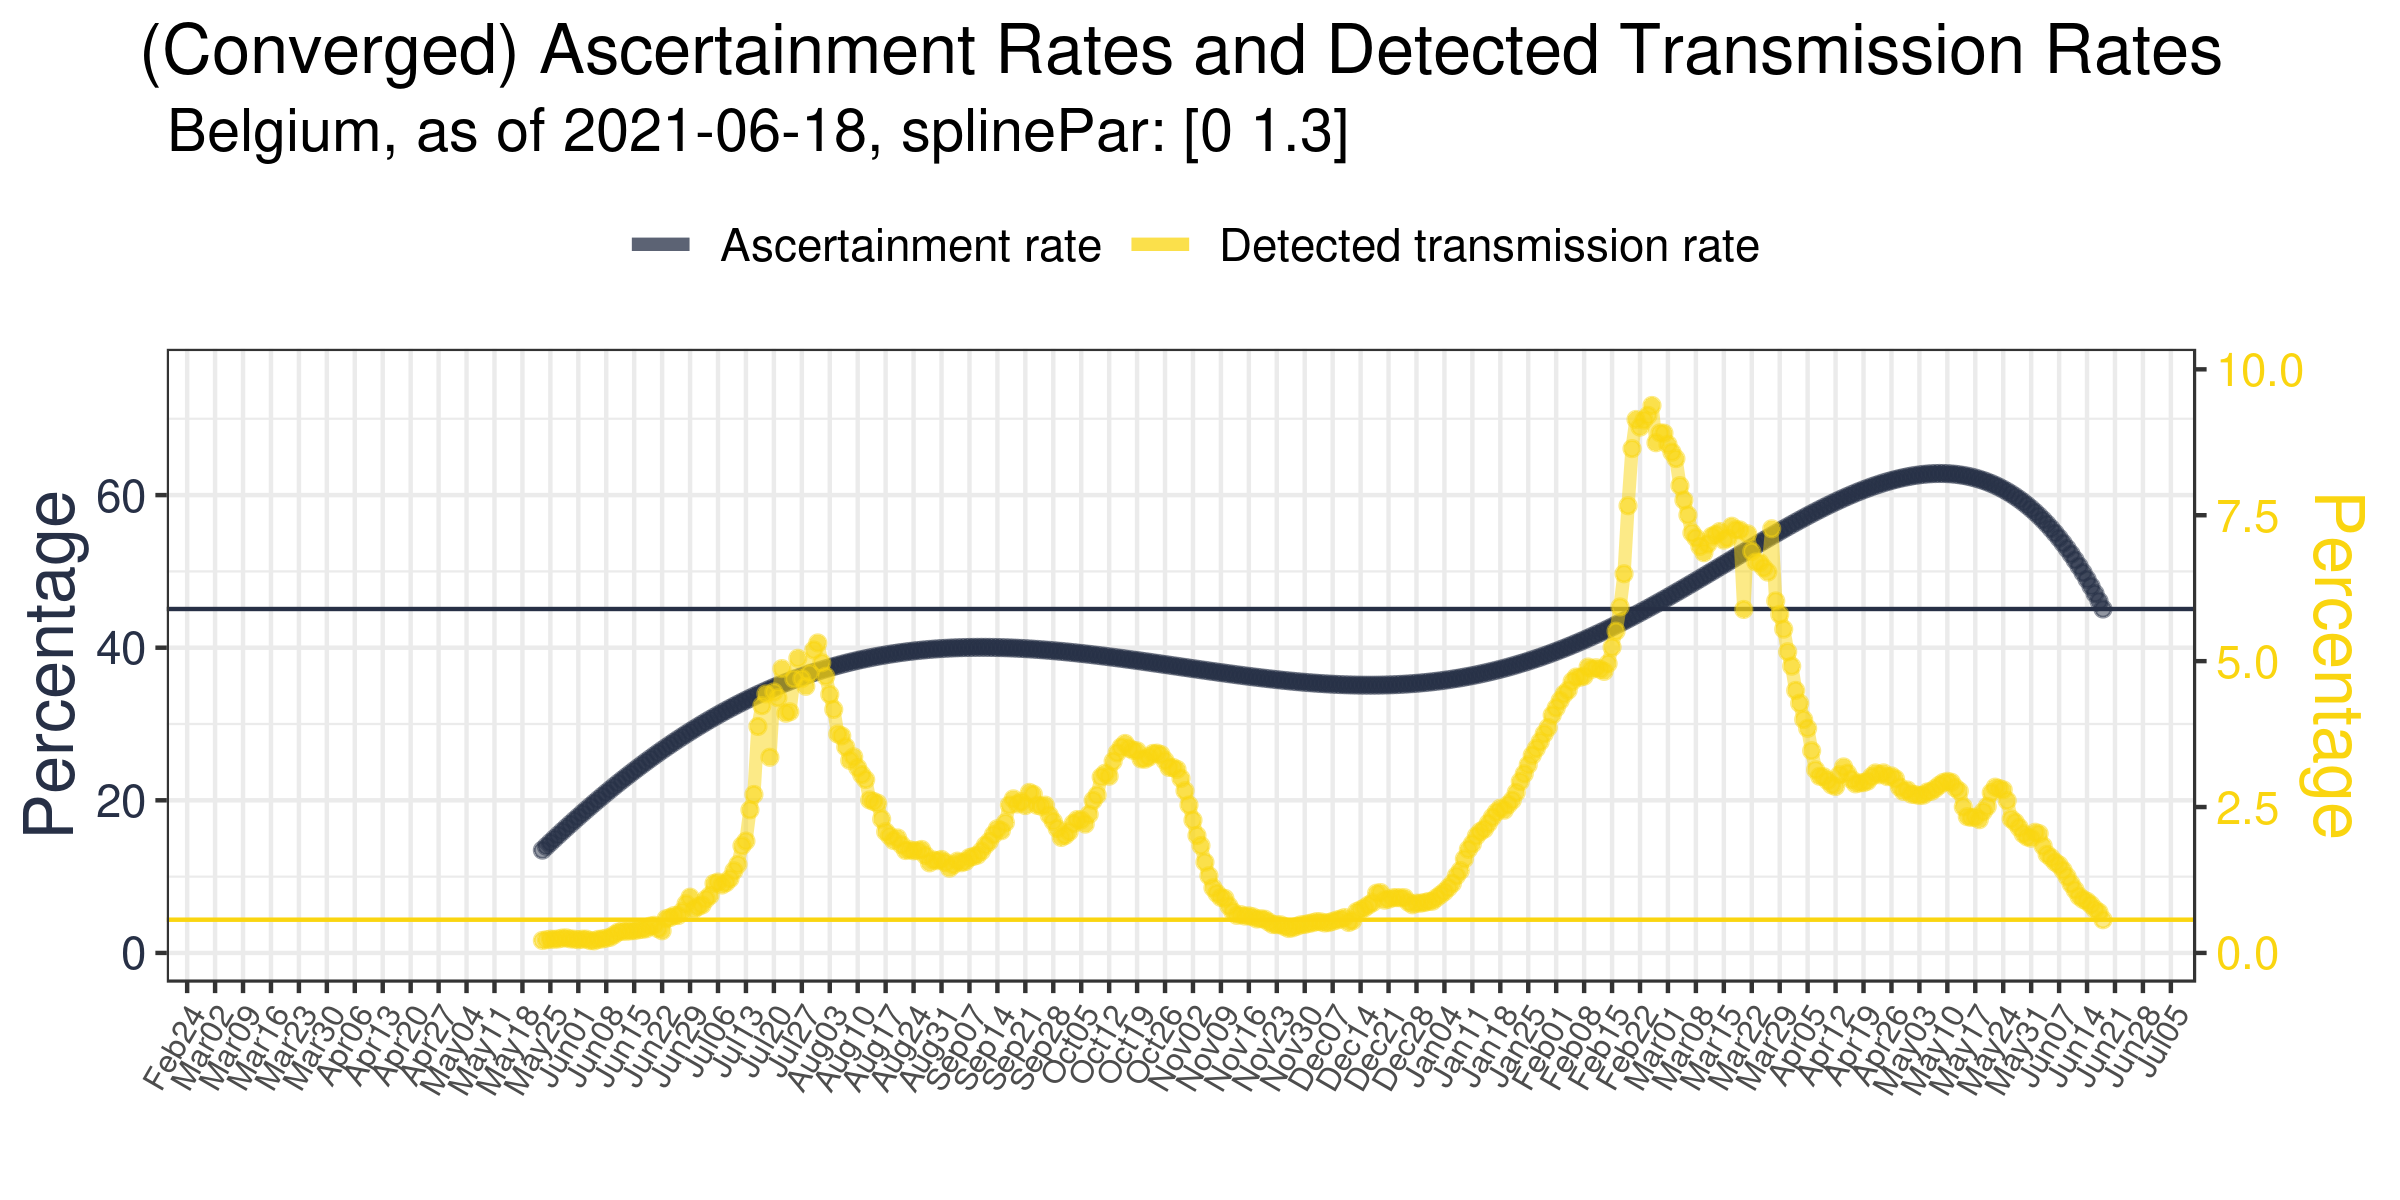 (Converged) Ascertainment Rates and Detected Transmission Rates
Belgium, as of 2021-06-18, splinePar: [0 1.3]
Ascertainment rate
Detected transmission rate
Percentage
60
40
20
0
10.0
7.5
5.0
2.5
0.0
Percentage
Feb24
Mar02
Mar09
Mar16
Mar23
Mar30
Apr06
Apr13
Apr20
Apr27
May04
May11
May18
May25
Jun01
Jun08
Jun15
Jun22
Jun29
Jul06
Jul13
Jul20
Jul27
Aug03
Aug10
Aug17
Aug24
Aug31
Sep07
Sep14
Sep21
Sep28
Oct05
Oct12
Oct19
Oct26
Nov02
Nov09
Nov16
Nov23
Nov30
Dec07
Dec14
Dec21
Dec28
Jan04
Jan11
Jan18
Jan25
Feb01
Feb08
Feb15
Feb22
Mar01
Mar08
Mar15
Mar22
Mar29
Apr05
Apr12
Apr19
Apr26
May03
May10
May17
May24
May31
Jun07
Jun14
Jun21
Jun28
Jul05